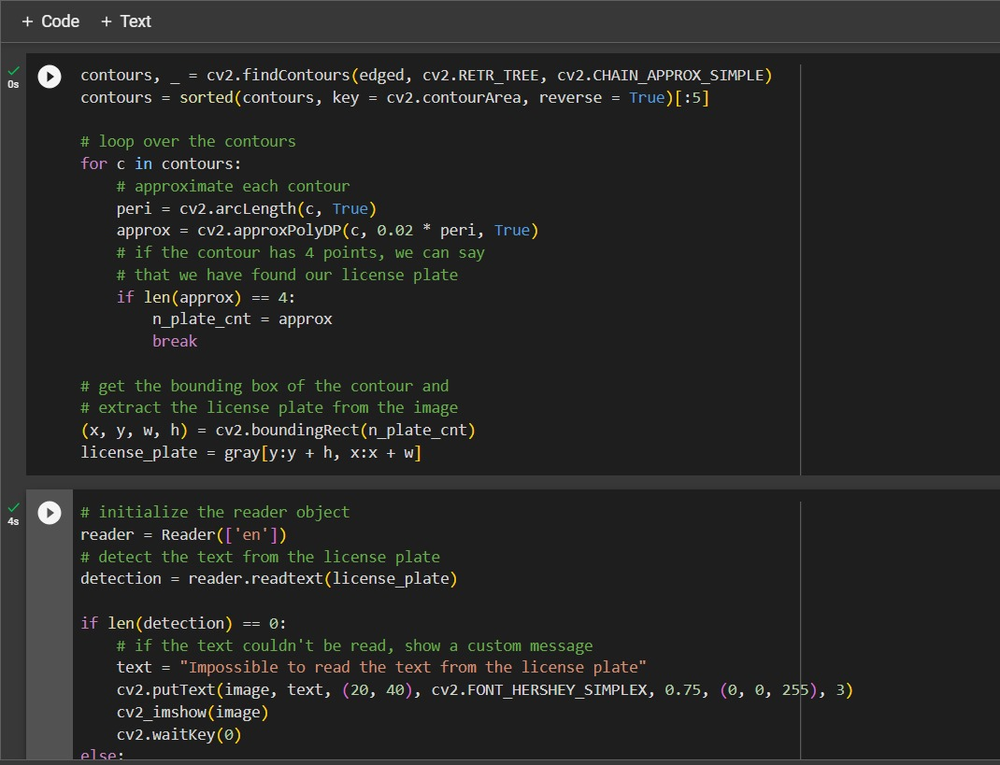 + Code + Text
0s
contours, _ = cv2.findContours(edged, cv2.RETR_TREE, cv2.CHAIN_APPROX_SIMPLE)
contours = sorted(contours, key = cv2.contourArea, reverse = True)[:5]
# loop over the contours
for c in contours:
    # approximate each contour
    peri = cv2.arcLength(c, True)
    approx = cv2.approxPolyDP(c, 0.02 * peri, True)
    # if the contour has 4 points, we can say
    # that we have found our license plate
    if len(approx) == 4:
        n_plate_cnt = approx
        break
# get the bounding box of the contour and
# extract the license plate from the image
(x, y, w, h) = cv2.boundingRect(n_plate_cnt)
license_plate = gray[y:y + h, x:x + w]
4s
# initialize the reader object
reader = Reader(['en'])
# detect the text from the license plate
detection = reader.readtext(license_plate)
if len(detection) == 0:
    # if the text couldn't be read, show a custom message
    text = "Impossible to read the text from the license plate"
    cv2.putText(image, text, (20, 40), cv2.FONT_HERSHEY_SIMPLEX, 0.75, (0, 0, 255), 3)
    cv2_imshow(image)
    cv2.waitKey(0)
else: